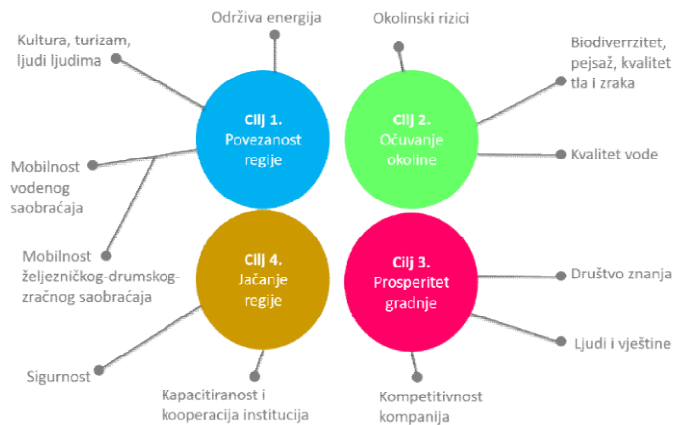 Održiva energija
Okolinski rizici
Kultura, turizam,
ljudi ljudima
Biodiverrzitet,
pejsaž, kvalitet
tla i zraka
Cilj 1.
Povezanost
regije
Cilj 2.
Očuvanje
okoline
Kvalitet vode
Mobilnost
vodenog
saobraćaja
Mobilnost
željezničkog-drumskog-
zračnog saobraćaja
Cilj 4.
Jačanje
regije
Cilj 3.
Prosperitet
gradnje
Društvo znanja
Ljudi i vještine
Sigurnost
Kapacitiranost i
kooperacija institucija
Kompetitivnost
kompanija